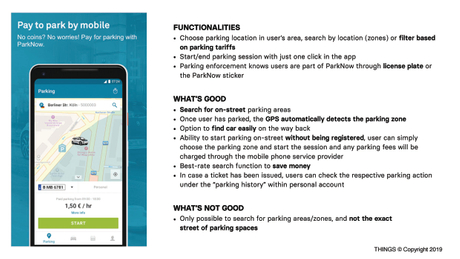 Pay to park by mobile
No coins? No worries! Pay for parking with
ParkNow.
Parking
Berliner Str. Köln
SEARCH
B MB 6781
Personal
1,50 € / hr
START
Parking
FUNCTIONALITIES
• Choose parking location in user's area, search by location (zones) or filter based
on parking tariffs
• Start/end parking session with just one click in the app
• Parking enforcement knows users are part of ParkNow through license plate or
the ParkNow sticker
WHAT'S GOOD
• Search for on-street parking areas
• Once user has parked, the GPS automatically detects the parking zone
• Option to find car easily on the way back
• Ability to start parking on-street without being registered, user can simply
choose the parking zone and start the session and any parking fees will be
charged through the mobile phone service provider
• Best-rate search function to save money
• In case a ticket has been issued, users can check the respective parking action
under the "parking history" within personal account
WHAT'S NOT GOOD
• Only possible to search for parking areas/zones, and not the exact
street of parking spaces
THINGS © Copyright 2019